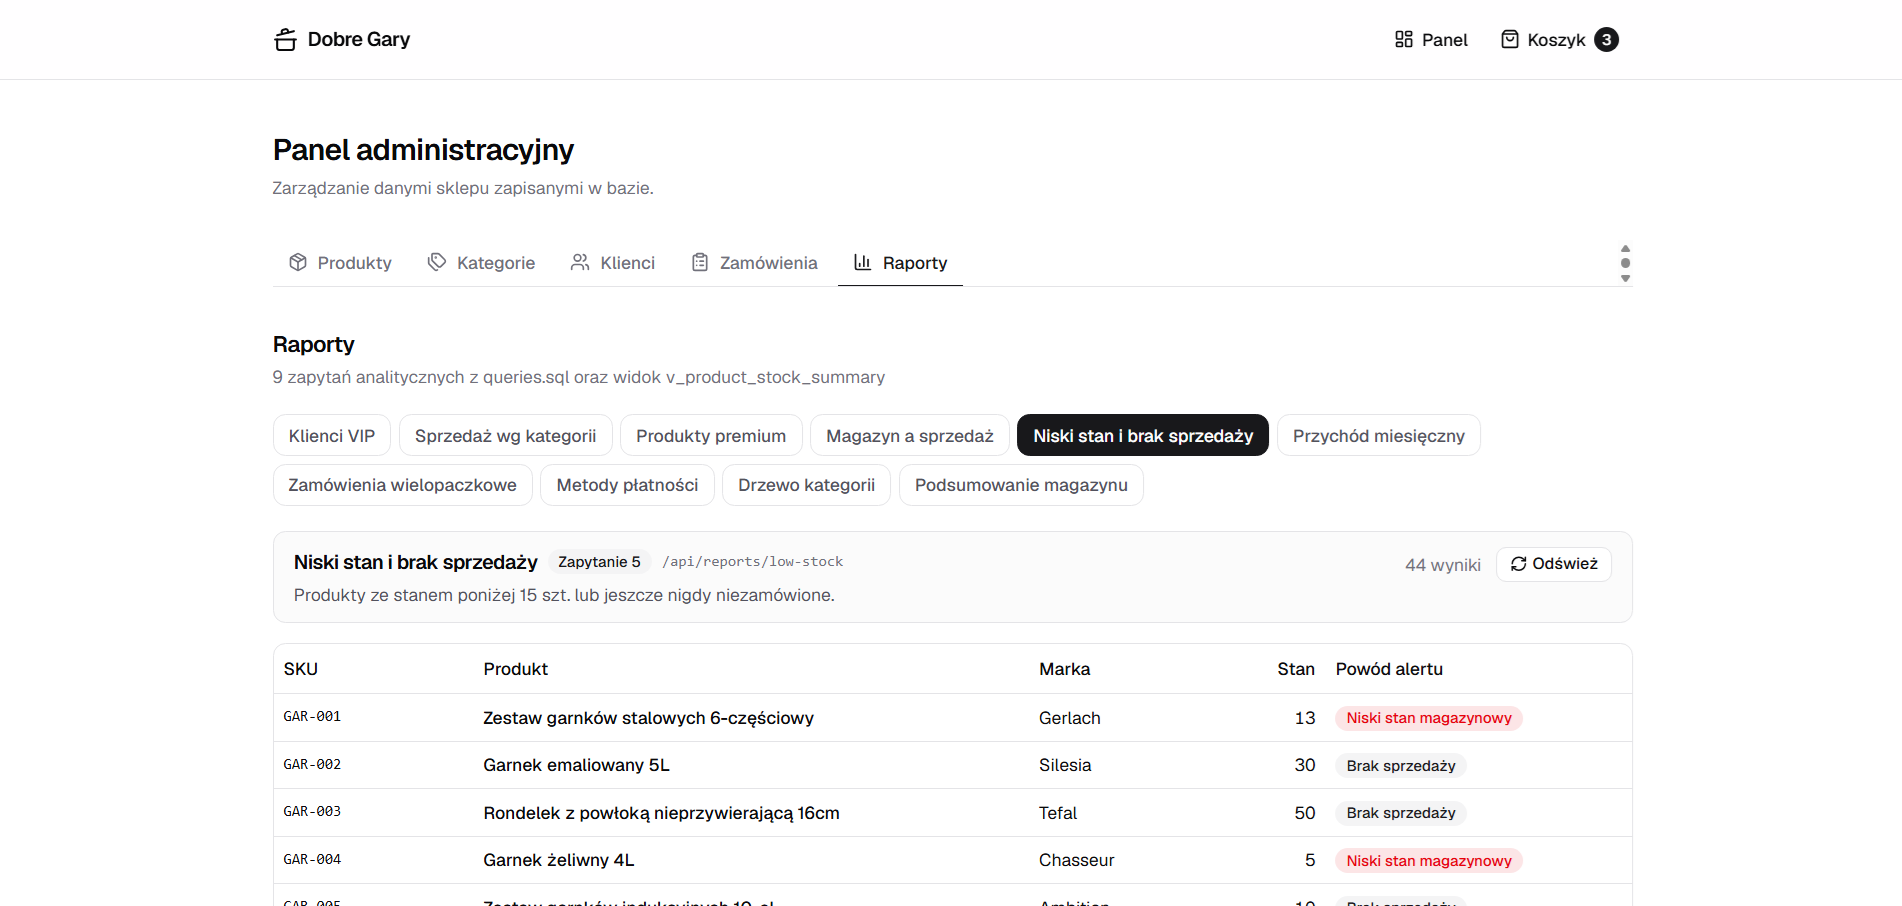 Dobre Gary
Panel
Koszyk 3
Panel administracyjny
Zarządzanie danymi sklepu zapisanymi w bazie.
Produkty Kategorie Klienci Zamówienia Raporty
Raporty
9 zapytań analitycznych z queries.sql oraz widok v_product_stock_summary
Klienci VIP Sprzedaż wg kategorii Produkty premium Magazyn a sprzedaż Niski stan i brak sprzedaży Przychód miesięczny
Zamówienia wielopaczkowe Metody płatności Drzewo kategorii Podsumowanie magazynu
Niski stan i brak sprzedaży Zapytanie 5 /api/reports/low-stock 44 wyniki Odśwież
Produkty ze stanem poniżej 15 szt. lub jeszcze nigdy niezamówione.
SKU Produkt Marka Stan Powód alertu
GAR-001 Zestaw garnków stalowych 6-częściowy Gerlach 13 Niski stan magazynowy
GAR-002 Garnek emaliowany 5L Silesia 30 Brak sprzedaży
GAR-003 Rondelek z powłoką nieprzywierającą 16cm Tefal 50 Brak sprzedaży
GAR-004 Garnek żeliwny 4L Chasseur 5 Niski stan magazynowy